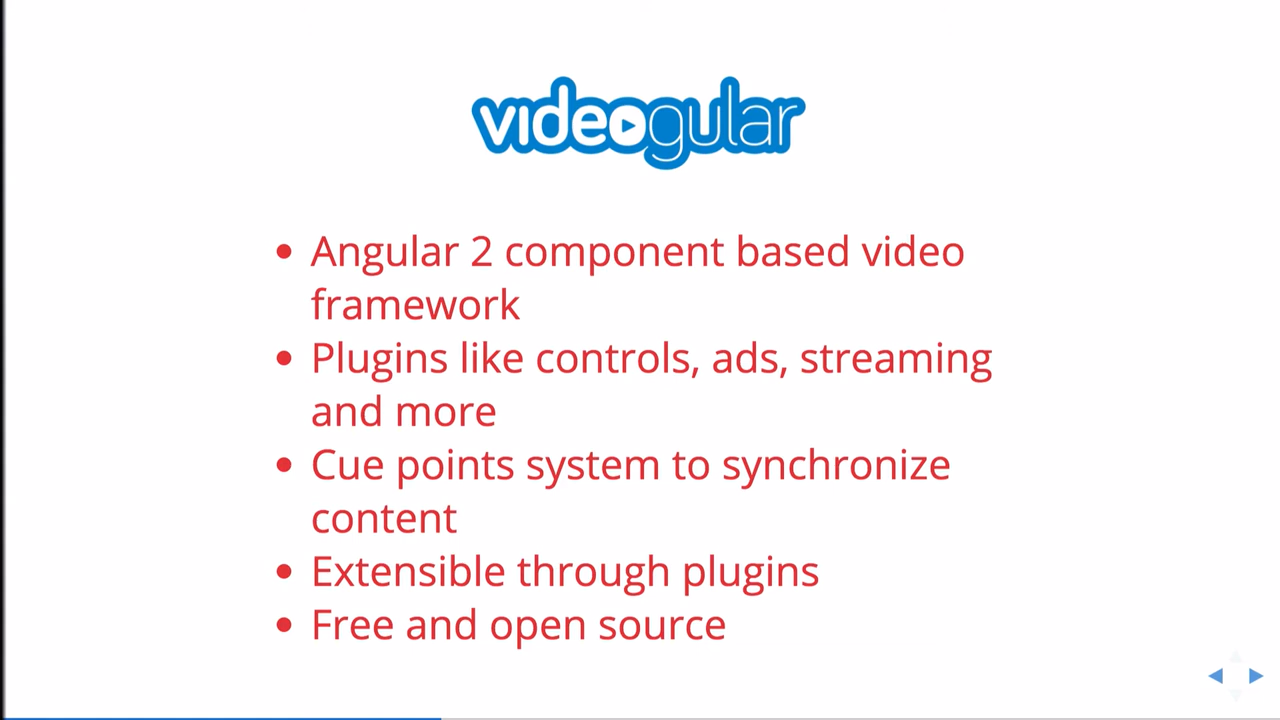 videogular
• Angular 2 component based video
framework
• Plugins like controls, ads, streaming
and more
• Cue points system to synchronize
content
• Extensible through plugins
• Free and open source